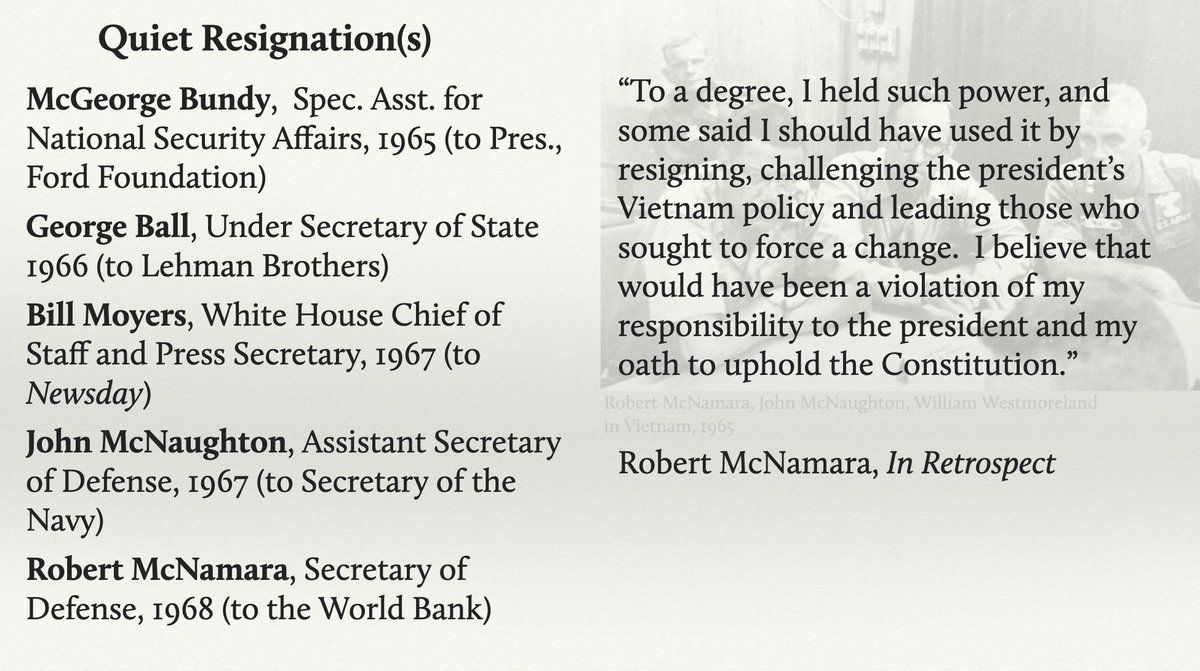 Quiet Resignation(s)
McGeorge Bundy,  Spec. Asst. for
National Security Affairs, 1965 (to Pres.,
Ford Foundation)
George Ball, Under Secretary of State
1966 (to Lehman Brothers)
Bill Moyers, White House Chief of
Staff and Press Secretary, 1967 (to
Newsday)
John McNaughton, Assistant Secretary
of Defense, 1967 (to Secretary of the
Navy)
Robert McNamara, Secretary of
Defense, 1968 (to the World Bank)
“To a degree, I held such power, and
some said I should have used it by
resigning, challenging the president’s
Vietnam policy and leading those who
sought to force a change.  I believe that
would have been a violation of my
responsibility to the president and my
oath to uphold the Constitution.”
Robert McNamara, John McNaughton, William Westmoreland
in Vietnam, 1965
Robert McNamara, In Retrospect